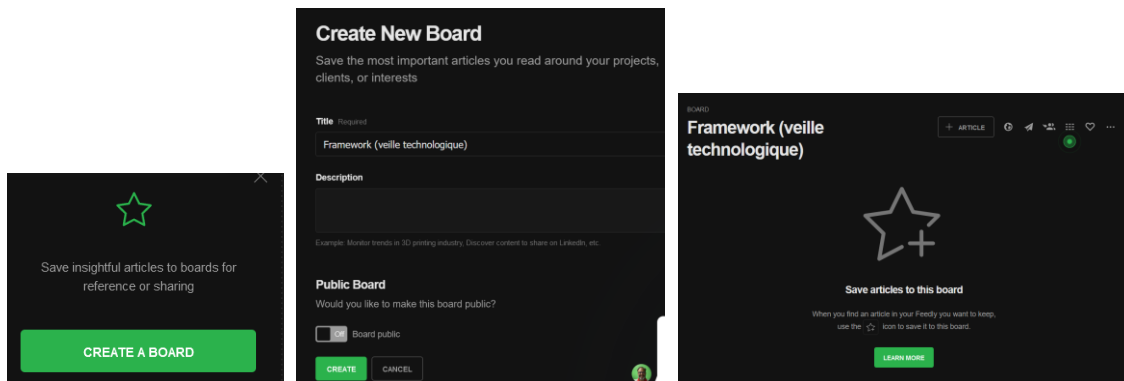 Save insightful articles to boards for
reference or sharing
CREATE A BOARD
Create New Board
Save the most important articles you read around your projects,
clients, or interests
Title Required
Framework (veille technologique)
Description
Example: Monitor trends in 3D printing industry, Discover content to share on LinkedIn, etc.
Public Board
Would you like to make this board public?
Off Board public
CREATE CANCEL
BOARD
Framework (veille
technologique)
+ ARTICLE
Save articles to this board
When you find an article in your Feedly you want to keep,
use the icon to save it to this board.
LEARN MORE